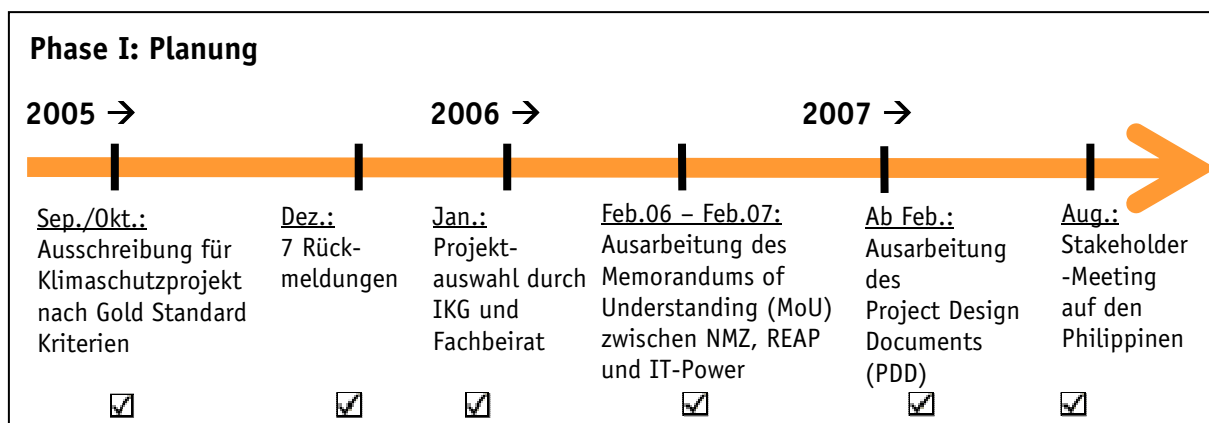 Phase I: Planung
2005 → 2006 → 2007 →
Sep./Okt.:
Ausschreibung für
Klimaschutzprojekt
nach Gold Standard
Kriterien
Dez.:
7 Rück-
meldungen
Jan.:
Projekt-
auswahl durch
IKG und
Fachbeirat
Feb.06 – Feb.07:
Ausarbeitung des
Memorandums of
Understanding (MoU)
zwischen NMZ, REAP
und IT-Power
Ab Feb.:
Ausarbeitung
des
Project Design
Documents
(PDD)
Aug.:
Stakeholder
-Meeting
auf den
Philippinen